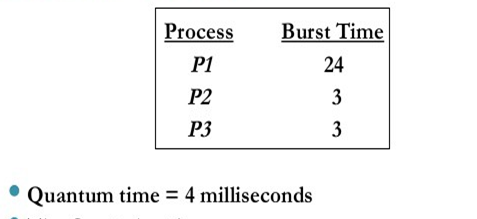 Process Burst Time
P1 24
P2 3
P3 3
• Quantum time = 4 milliseconds